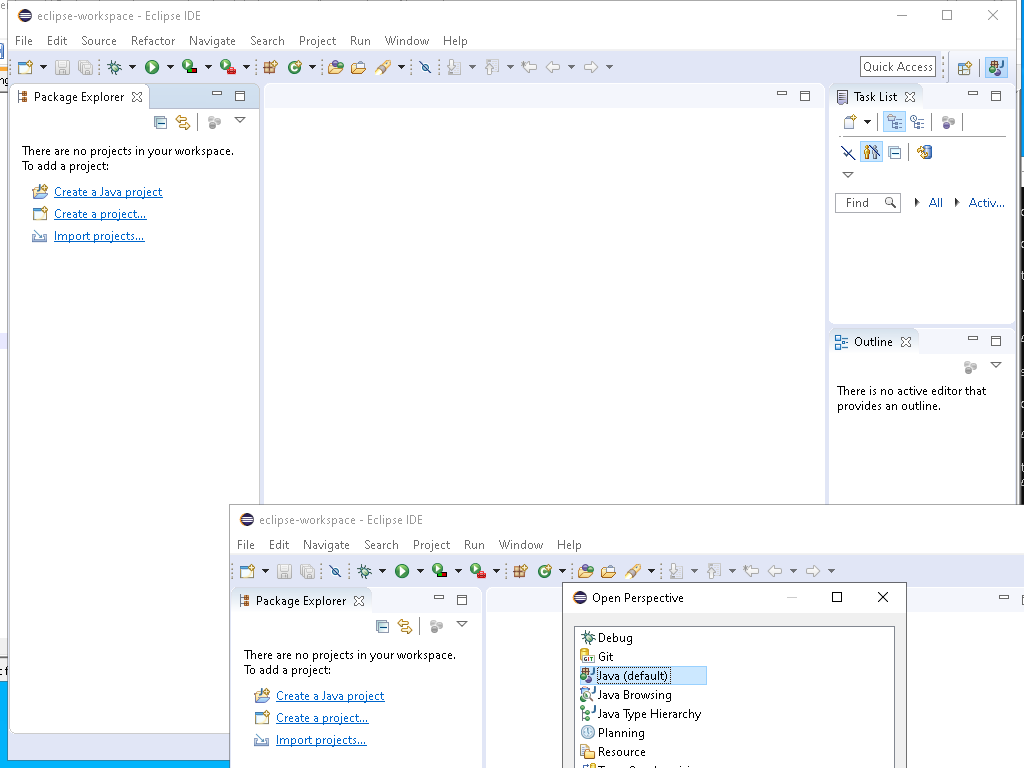 eclipse-workspace - Eclipse IDE
File Edit Source Refactor Navigate Search Project Run Window Help
Quick Access
Package Explorer
There are no projects in your workspace.
To add a project:
Create a Java project
Create a project...
Import projects...
Task List
Find
All
Activ...
Outline
There is no active editor that
provides an outline.
eclipse-workspace - Eclipse IDE
File Edit Navigate Search Project Run Window Help
Package Explorer
There are no projects in your workspace.
To add a project:
Create a Java project
Create a project...
Import projects...
Open Perspective
Debug
Git
Java (default)
Java Browsing
Java Type Hierarchy
Planning
Resource